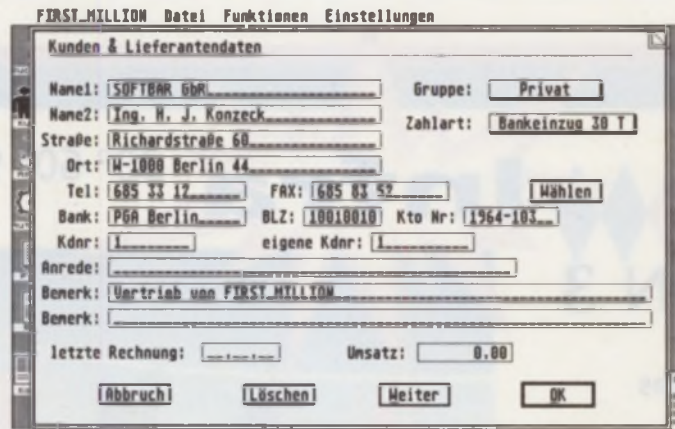 FIRST_MILLION Datei Funktionen Einstellungen
Kunden & Lieferantendaten
Name1: SOFTBAR GbR Gruppe: Privat
Name2: Ing. H. J. Konzeck
Zahlart: Bankeinzug 30 T
Straße: Richardstraße 60
Ort: W-1000 Berlin 44
Tel: 685 33 12 FAX: 685 83 52 Wählen
Bank: PGA Berlin BLZ: 10010010 Kto Nr: 1964-103
Kdnr: 1 eigene Kdnr: 1
Anrede:
Bemerk: Vertrieb von FIRST_MILLION
Bemerk:
letzte Rechnung: __.__.__ Umsatz: 0.00
Abbruch Löschen Weiter OK